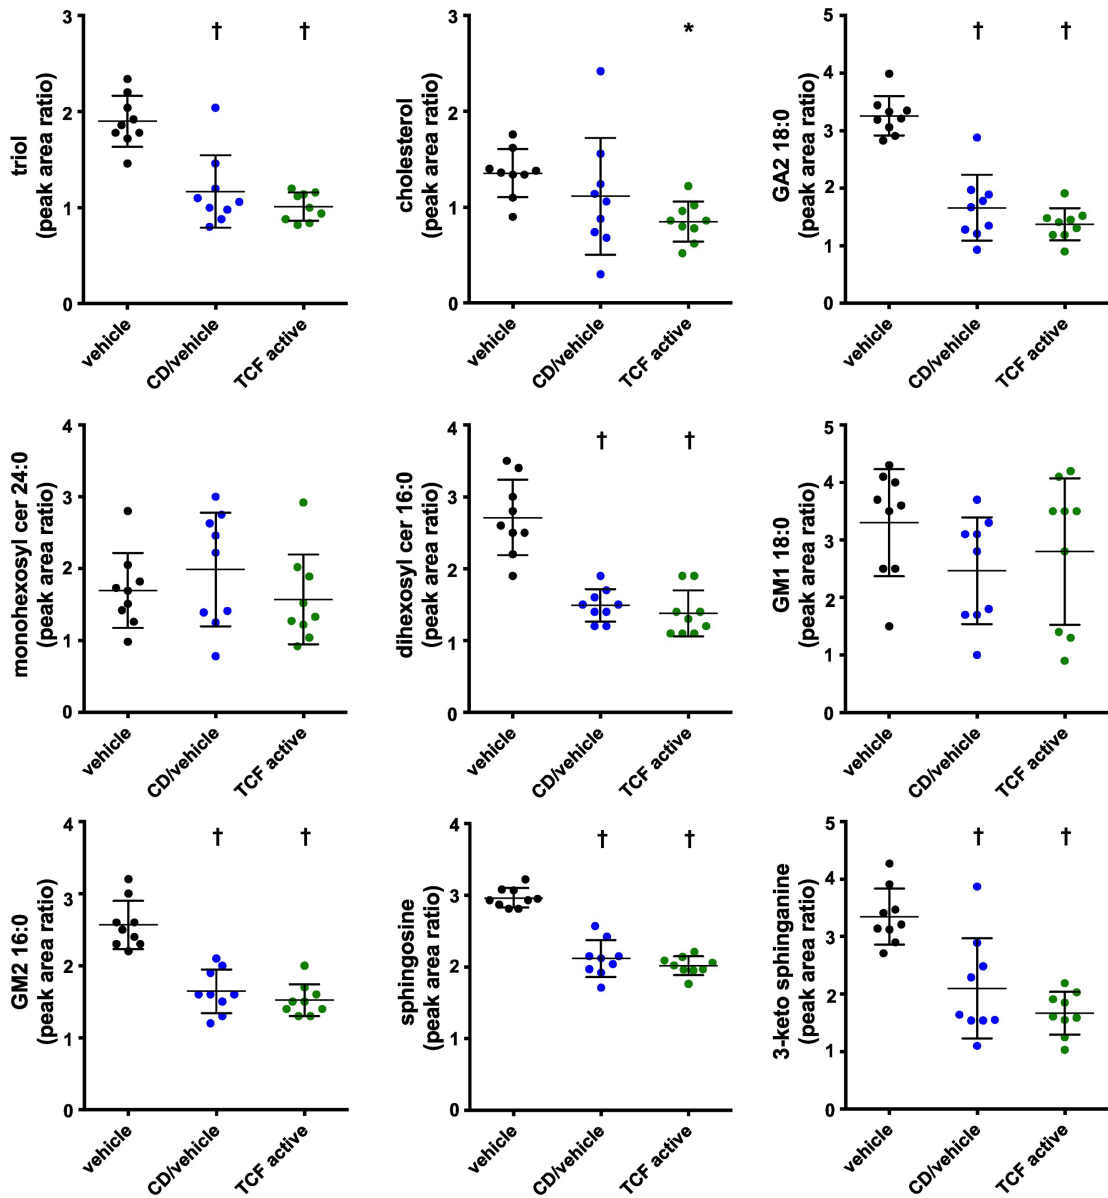 triol
(peak area ratio)
3
2
1
0
†
†
vehicle
CD/vehicle
TCF active
cholesterol
(peak area ratio)
3
2
1
0
*
vehicle
CD/vehicle
TCF active
GA2 18:0
(peak area ratio)
5
4
3
2
1
0
†
†
vehicle
CD/vehicle
TCF active
monohexosyl cer 24:0
(peak area ratio)
4
3
2
1
0
vehicle
CD/vehicle
TCF active
dihexosyl cer 16:0
(peak area ratio)
4
3
2
1
0
†
†
vehicle
CD/vehicle
TCF active
GM1 18:0
(peak area ratio)
5
4
3
2
1
0
vehicle
CD/vehicle
TCF active
GM2 16:0
(peak area ratio)
4
3
2
1
0
†
†
vehicle
CD/vehicle
TCF active
sphingosine
(peak area ratio)
4
3
2
1
0
†
†
vehicle
CD/vehicle
TCF active
3-keto sphinganine
(peak area ratio)
5
4
3
2
1
0
†
†
vehicle
CD/vehicle
TCF active